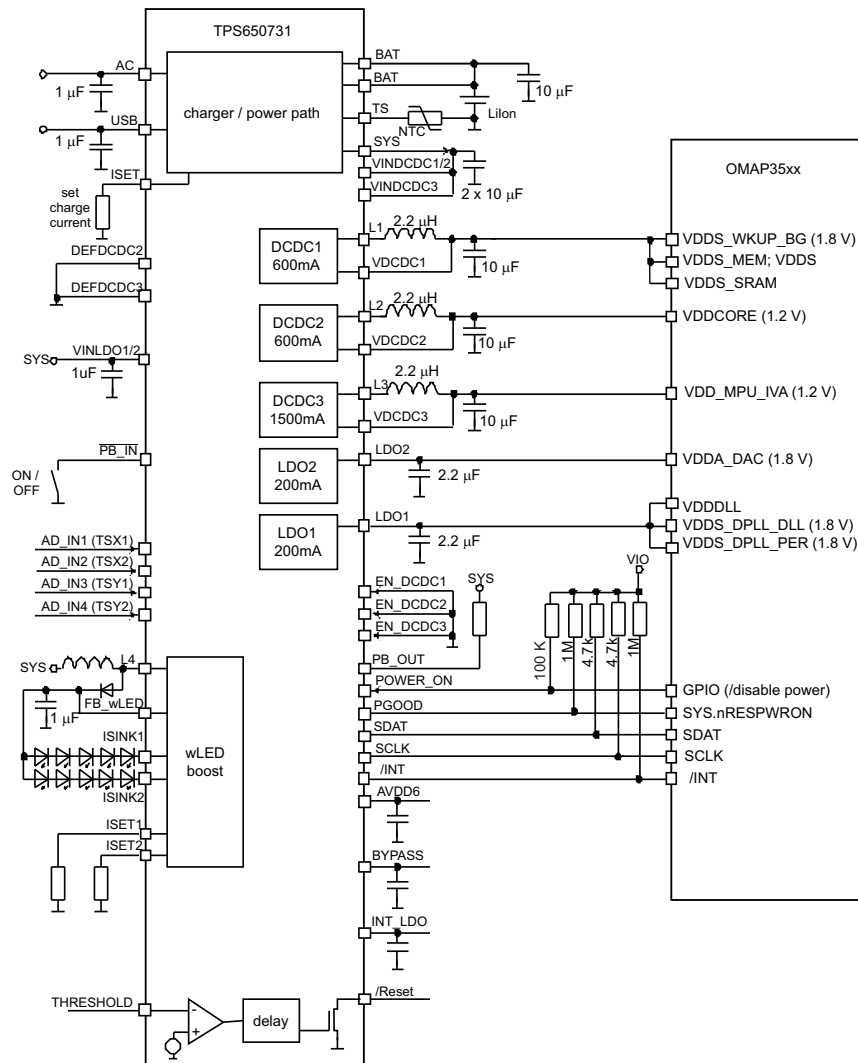 TPS650731
AC
1 μF
USB
1 μF
ISET
set
charge
current
charger / power path
BAT
BAT
10 μF
TS
LiIon
NTC
SYS
VINDCDC1/2
VINDCDC3
2 x 10 μF
OMAP35xx
DEFDCDC2
DEFDCDC3
DCDC1
600mA
L1
2.2 μH
VDCDC1
10 μF
VDDS_WKUP_BG (1.8 V)
VDDS_MEM; VDDS
VDDS_SRAM
DCDC2
600mA
L2
2.2 μH
VDCDC2
10 μF
VDDCORE (1.2 V)
SYS
VINLDO1/2
1uF
DCDC3
1500mA
L3
2.2 μH
VDCDC3
10 μF
VDD_MPU_IVA (1.2 V)
PB_IN
ON /
OFF
LDO2
200mA
LDO2
2.2 μF
VDDA_DAC (1.8 V)
LDO1
200mA
LDO1
2.2 μF
VDDDLL
VDDS_DPLL_DLL (1.8 V)
VDDS_DPLL_PER (1.8 V)
AD_IN1 (TSX1)
AD_IN2 (TSX2)
AD_IN3 (TSY1)
AD_IN4 (TSY2)
EN_DCDC1
EN_DCDC2
EN_DCDC3
SYS
VIO
100 K
1M
4.7k
4.7k
1M
PB_OUT
POWER_ON
PGOOD
SDAT
SCLK
/INT
GPIO (/disable power)
SYS.nRESPWRON
SDAT
SCLK
/INT
SYS
L4
1 μF
FB_wLED
ISINK1
ISINK2
wLED
boost
ISET1
ISET2
AVDD6
BYPASS
INT_LDO
THRESHOLD
-
+
delay
/Reset